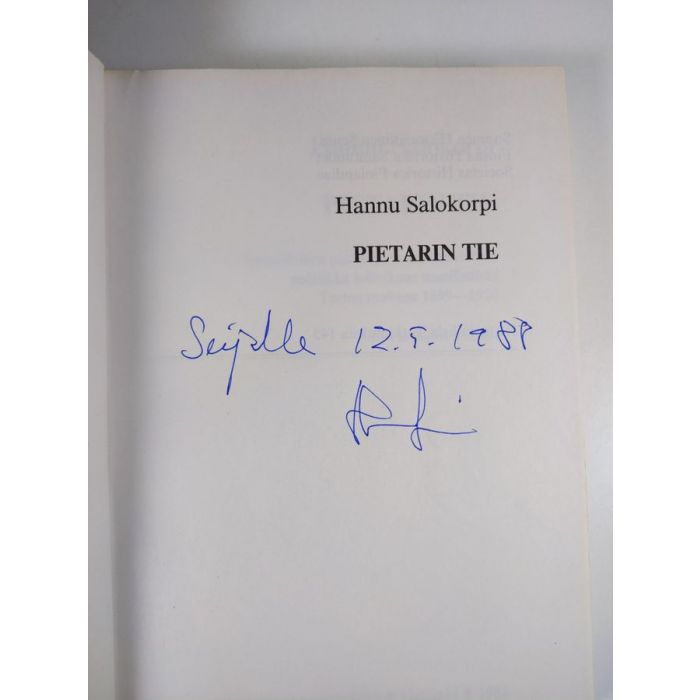 Hannu Salokorpi
PIETARIN TIE
Seijalle 12.5.1988